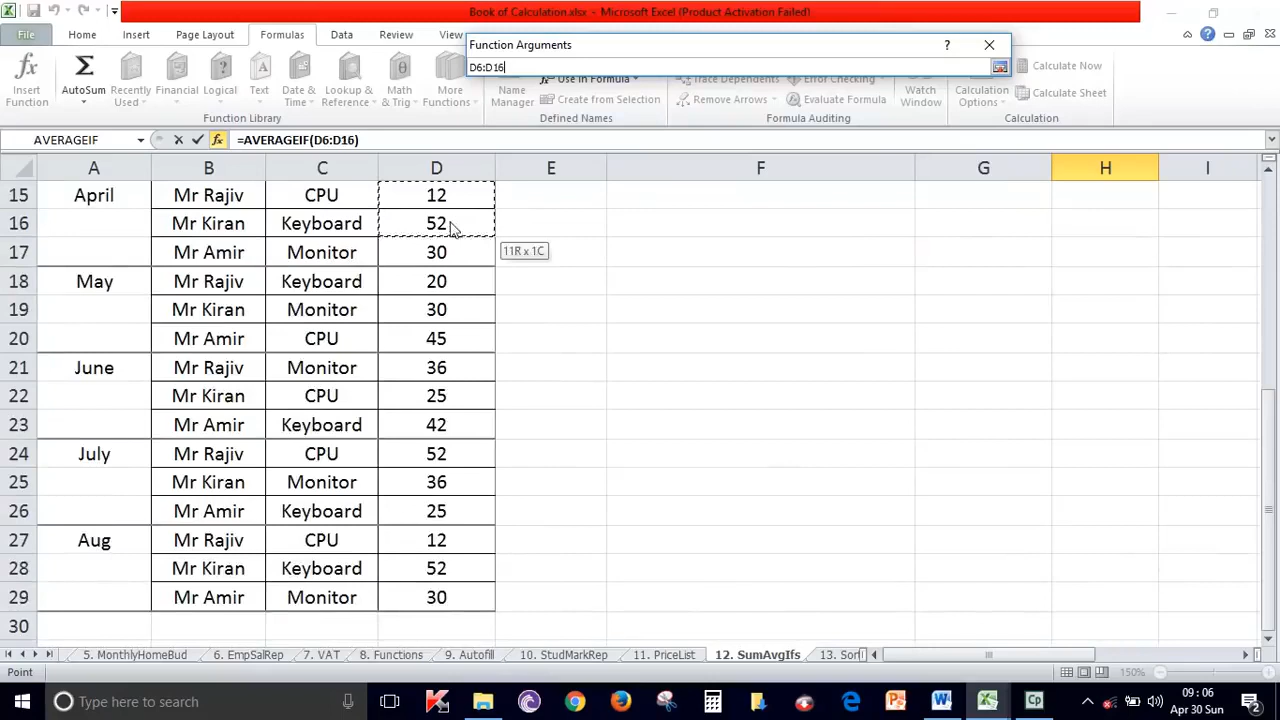 Book of Calculation.xlsx - Microsoft Excel (Product Activation Failed)
File Home Insert Page Layout Formulas Data Review View
Function Arguments ?
D6:D16
fx Σ
Insert Function
AutoSum
Recently Used
Financial
Logical
Text
Date & Time
Lookup & Reference
Math & Trig
More Functions
Function Library
Name Manager
Use in Formula
Create from Selection
Defined Names
Trace Dependents
Remove Arrows
Error Checking
Evaluate Formula
Formula Auditing
Watch Window
Calculation Options
Calculate Now
Calculate Sheet
Calculation
AVERAGEIF fx =AVERAGEIF(D6:D16)
A B C D E F G H I
15 April Mr Rajiv CPU 12
16 Mr Kiran Keyboard 52
17 Mr Amir Monitor 30
11R x 1C
18 May Mr Rajiv Keyboard 20
19 Mr Kiran Monitor 30
20 Mr Amir CPU 45
21 June Mr Rajiv Monitor 36
22 Mr Kiran CPU 25
23 Mr Amir Keyboard 42
24 July Mr Rajiv CPU 52
25 Mr Kiran Monitor 36
26 Mr Amir Keyboard 25
27 Aug Mr Rajiv CPU 12
28 Mr Kiran Keyboard 52
29 Mr Amir Monitor 30
30
5. MonthlyHomeBud 6. EmpSalRep 7. VAT 8. Functions 9. Autofill 10. StudMarkRep 11. PriceList 12. SumAvgIfs 13. Sor
Point 150%
Type here to search
09:06
Apr 30 Sun
2